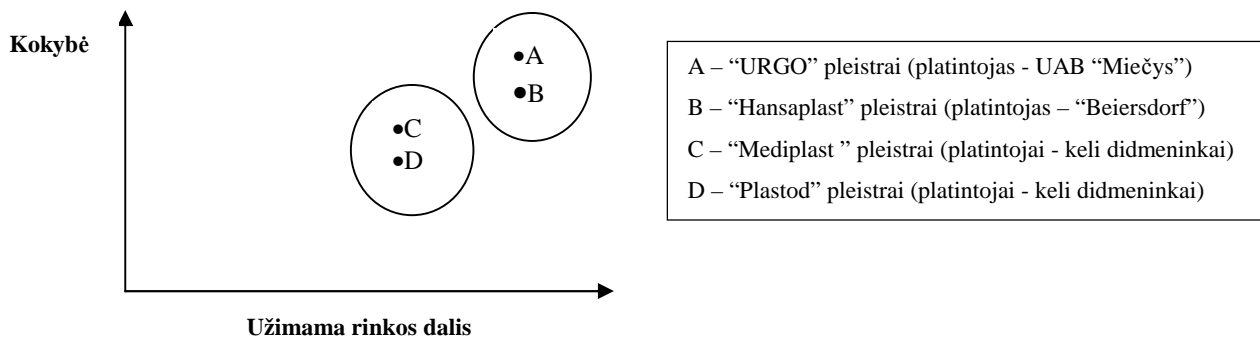 Kokybė
•A
•B
•C
•D
A – “URGO” pleistrai (platintojas - UAB “Miečys”)
B – “Hansaplast” pleistrai (platintojas – “Beiersdorf”)
C – “Mediplast ” pleistrai (platintojai - keli didmeninkai)
D – “Plastod” pleistrai (platintojai - keli didmeninkai)
Užimama rinkos dalis